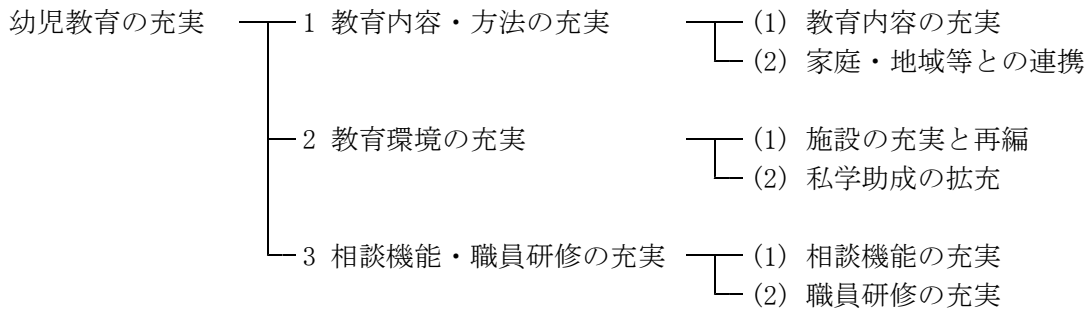 幼児教育の充実 1 教育内容・方法の充実 (1) 教育内容の充実
(2) 家庭・地域等との連携
2 教育環境の充実 (1) 施設の充実と再編
(2) 私学助成の拡充
3 相談機能・職員研修の充実 (1) 相談機能の充実
(2) 職員研修の充実